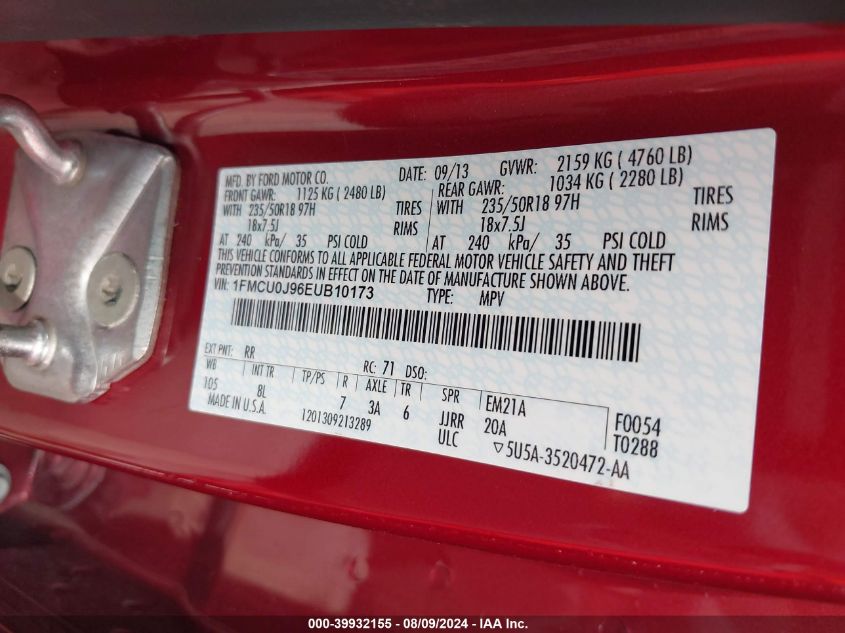 MFD. BY FORD MOTOR CO. DATE: 09/13 GVWR: 2159 KG ( 4760 LB)
FRONT GAWR: 1125 KG ( 2480 LB) REAR GAWR: 1034 KG ( 2280 LB)
WITH 235/50R18 97H TIRES WITH 235/50R18 97H TIRES
18x7.5J RIMS 18x7.5J RIMS
AT 240 kPa/ 35 PSI COLD AT 240 kPa/ 35 PSI COLD
THIS VEHICLE CONFORMS TO ALL APPLICABLE FEDERAL MOTOR VEHICLE SAFETY AND THEFT
PREVENTION STANDARDS IN EFFECT ON THE DATE OF MANUFACTURE SHOWN ABOVE.
VIN: 1FMCU0J96EUB10173 TYPE: MPV
EXT PNT: RR RC: 71 DSO:
WB INT TR TP/PS R AXLE TR SPR EM21A F0054
105 8L 7 3A 6 JJRR 20A T0288
MADE IN U.S.A. 1201309213289 ULC ▽5U5A-3520472-AA
000-39932155 - 08/09/2024 - IAA Inc.